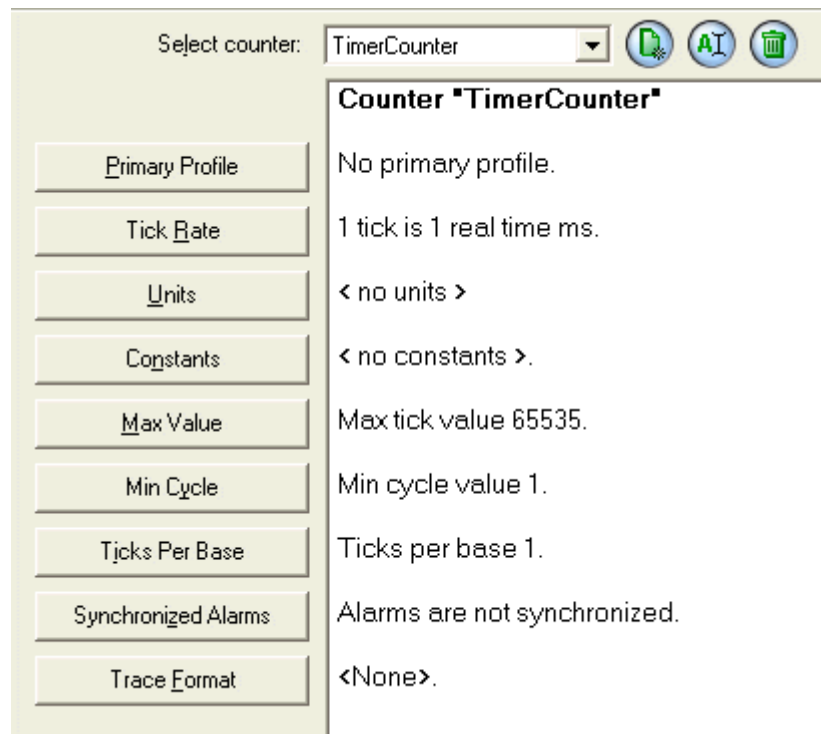 Select counter: TimerCounter AI
Counter "TimerCounter"
Primary Profile No primary profile.
Tick Rate 1 tick is 1 real time ms.
Units < no units >
Constants < no constants >.
Max Value Max tick value 65535.
Min Cycle Min cycle value 1.
Ticks Per Base Ticks per base 1.
Synchronized Alarms Alarms are not synchronized.
Trace Format <None>.